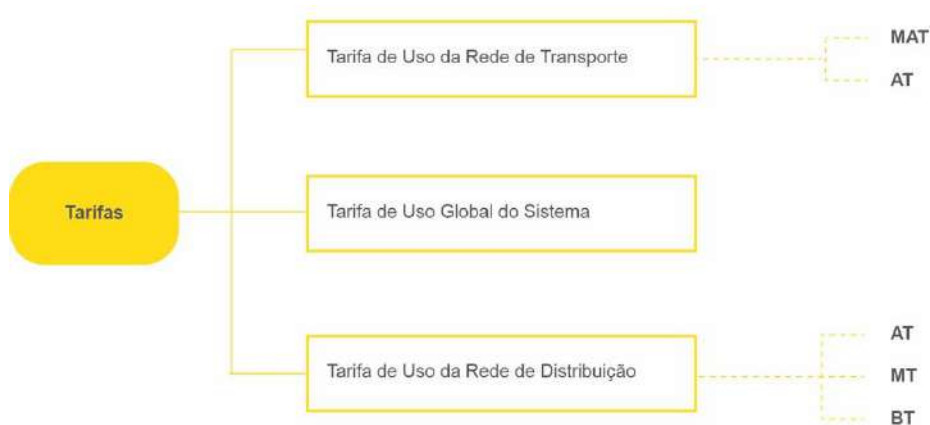 Tarifas
Tarifa de Uso da Rede de Transporte
MAT
AT
Tarifa de Uso Global do Sistema
Tarifa de Uso da Rede de Distribuição
AT
MT
BT